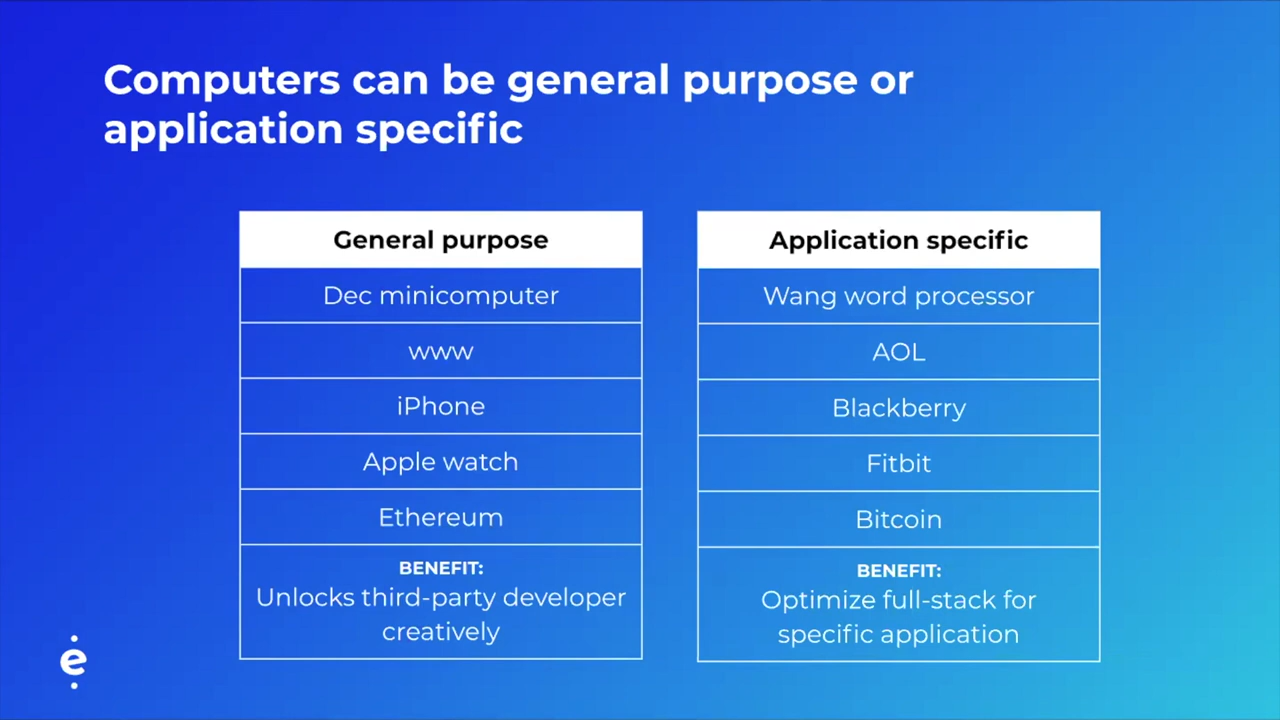 Computers can be general purpose or
application specific
General purpose
Dec minicomputer
www
iPhone
Apple watch
Ethereum
BENEFIT:
Unlocks third-party developer
creatively
Application specific
Wang word processor
AOL
Blackberry
Fitbit
Bitcoin
BENEFIT:
Optimize full-stack for
specific application
e